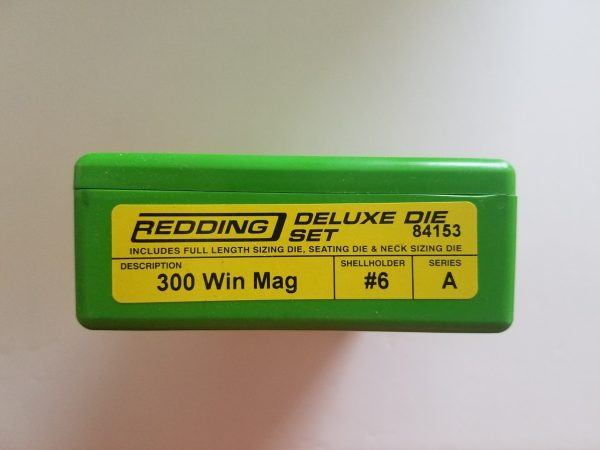 REDDING DELUXE DIE SET 84153
INCLUDES FULL LENGTH SIZING DIE, SEATING DIE & NECK SIZING DIE
DESCRIPTION SHELLHOLDER SERIES
300 Win Mag #6 A